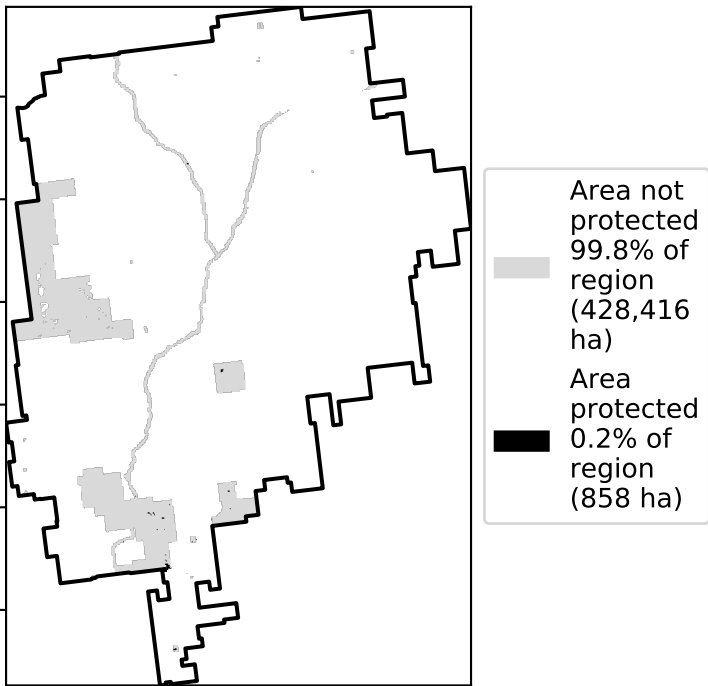 Area not
protected
99.8% of
region
(428,416
ha)
Area
protected
0.2% of
region
(858 ha)